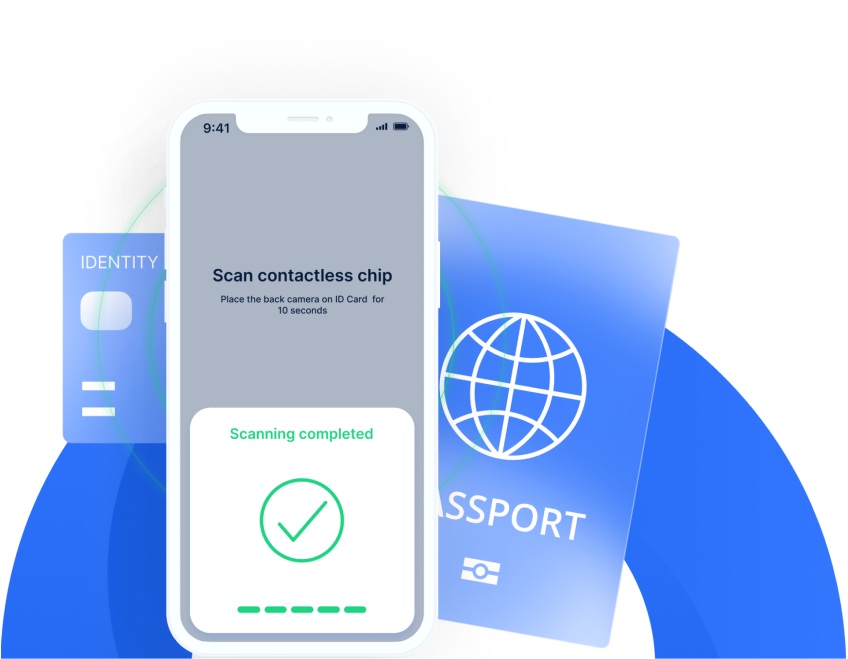 9:41
IDENTITY
Scan contactless chip
Place the back camera on ID Card for
10 seconds
Scanning completed
ASSPORT